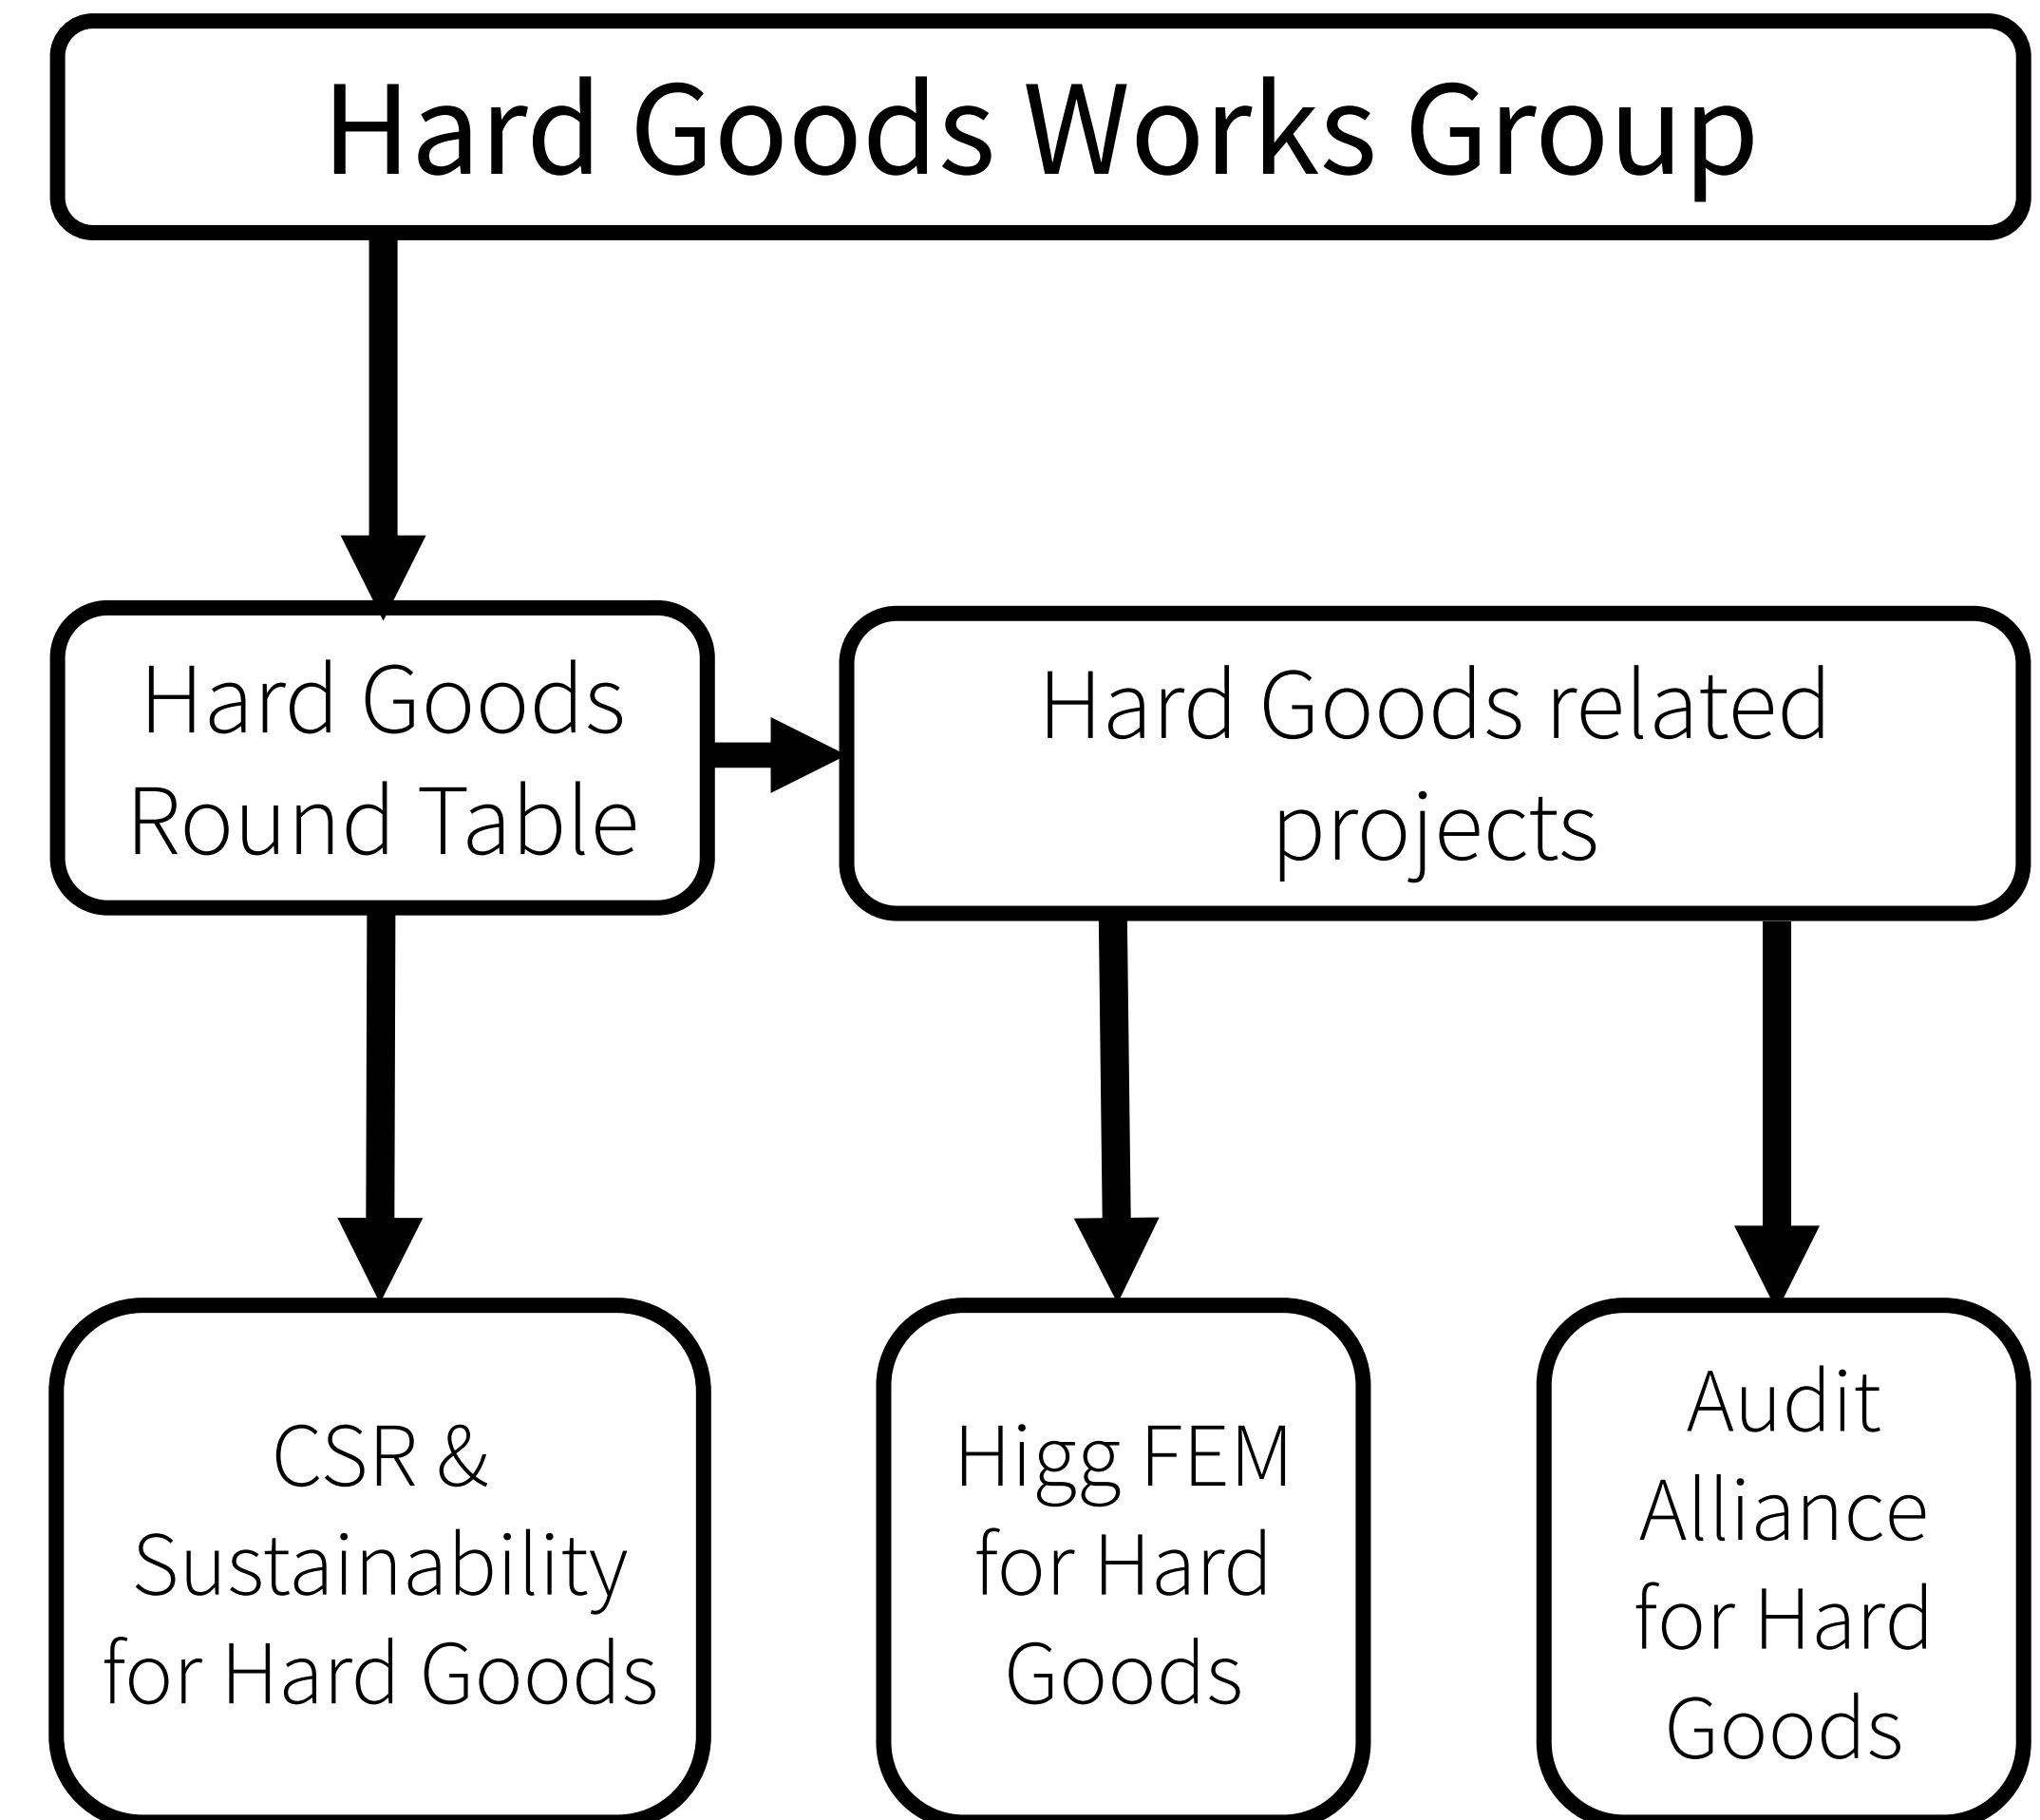 Hard Goods Works Group
Hard Goods
Round Table
Hard Goods related
projects
CSR &
Sustainability
for Hard Goods
Higg FEM
for Hard
Goods
Audit
Alliance
for Hard
Goods